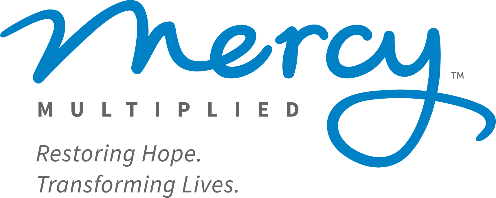 mercy™
MULTIPLIED
Restoring Hope.
Transforming Lives.